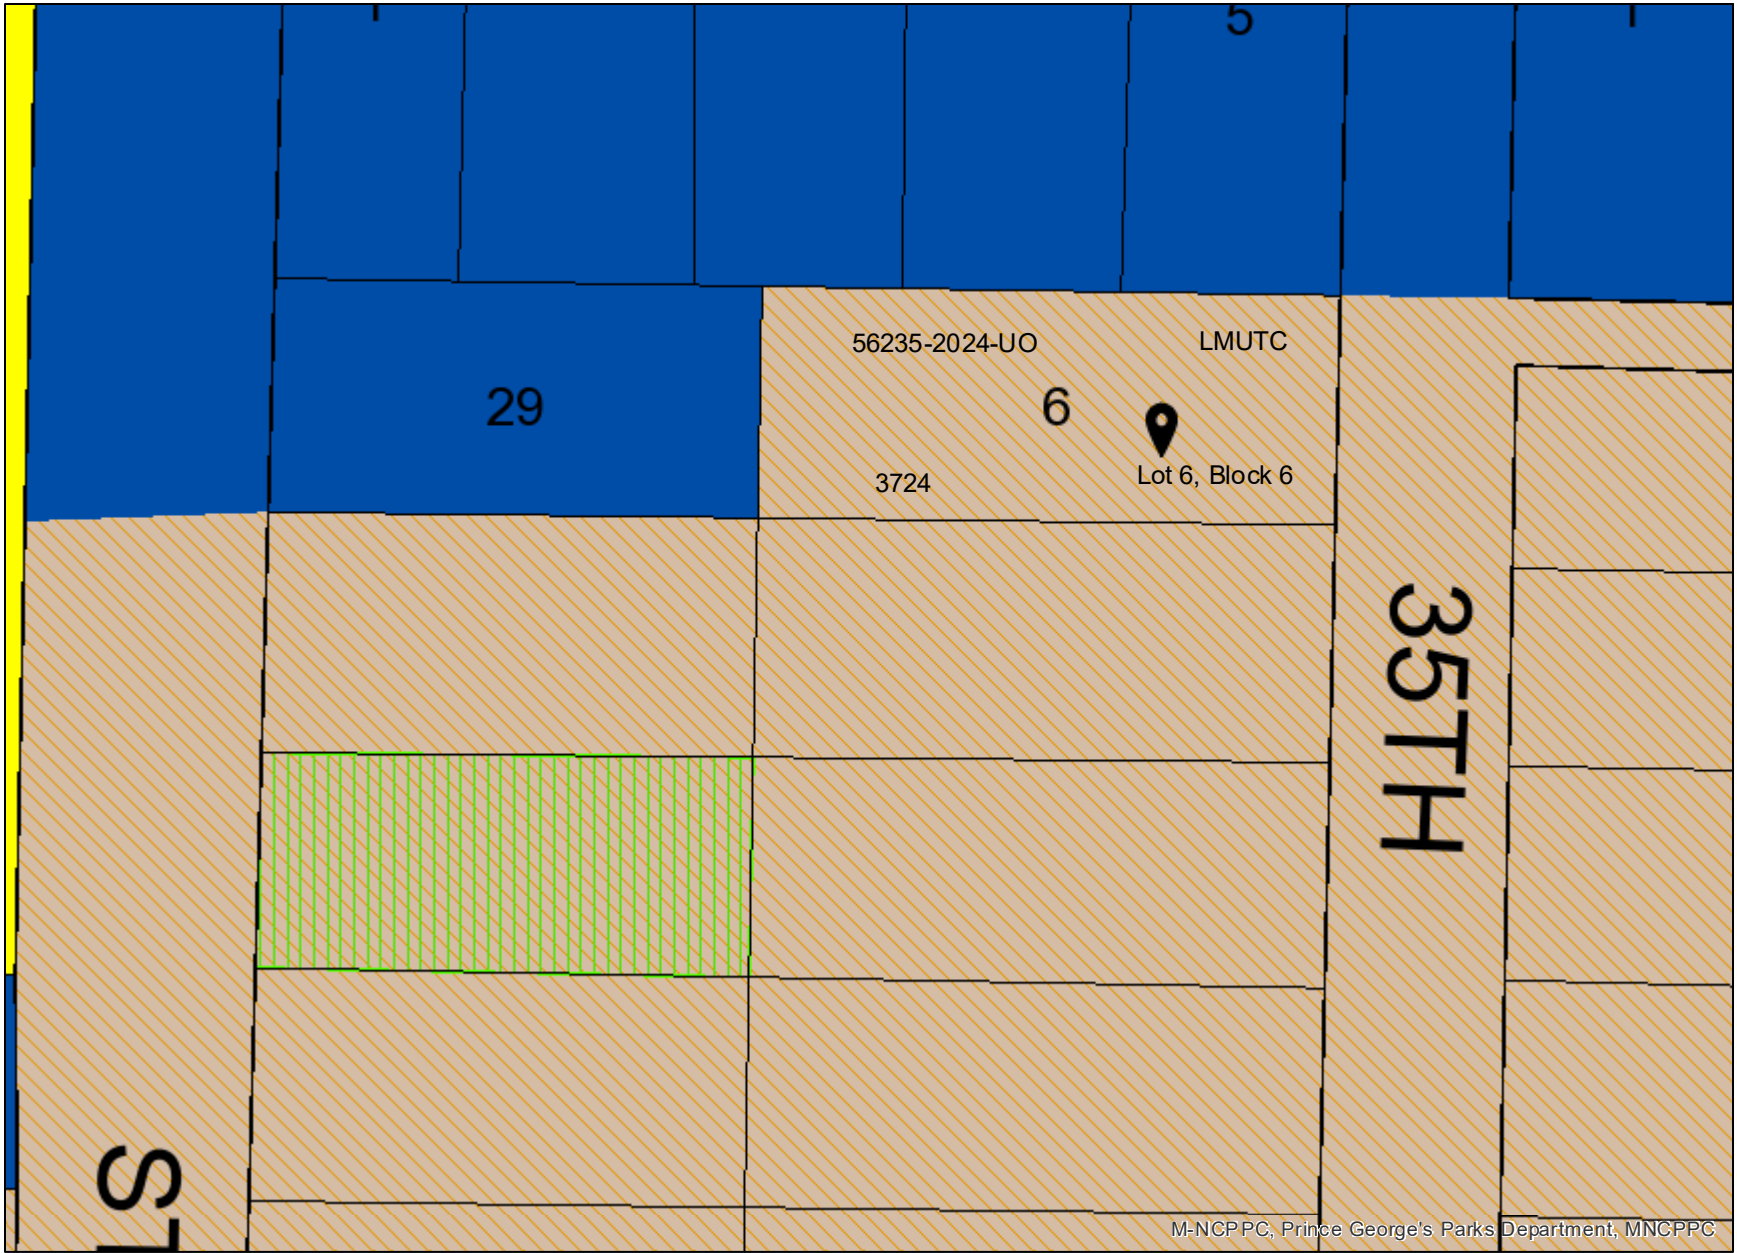 5
56235-2024-UO
LMUTC
29
6
3724
Lot 6, Block 6
35TH
ST
M-NCPPC, Prince George's Parks Department, MNCPPC